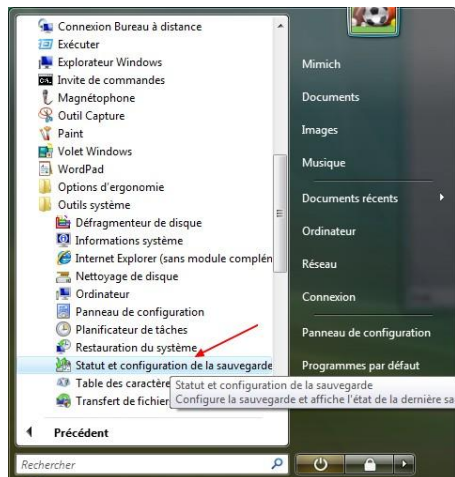 Connexion Bureau à distance
Exécuter
Explorateur Windows
Invite de commandes
Magnétophone
Outil Capture
Paint
Volet Windows
WordPad
Options d'ergonomie
Outils système
Défragmenteur de disque
Informations système
Internet Explorer (sans module complén
Nettoyage de disque
Ordinateur
Panneau de configuration
Planificateur de tâches
Restauration du système
Statut et configuration de la sauvegarde
Table des caractère
Transfert de fichier
Statut et configuration de la sauvegarde
Configure la sauvegarde et affiche l'état de la dernière sa
Précédent
Rechercher
Mimich
Documents
Images
Musique
Documents récents
Ordinateur
Réseau
Connexion
Panneau de configuration
Programmes par défaut